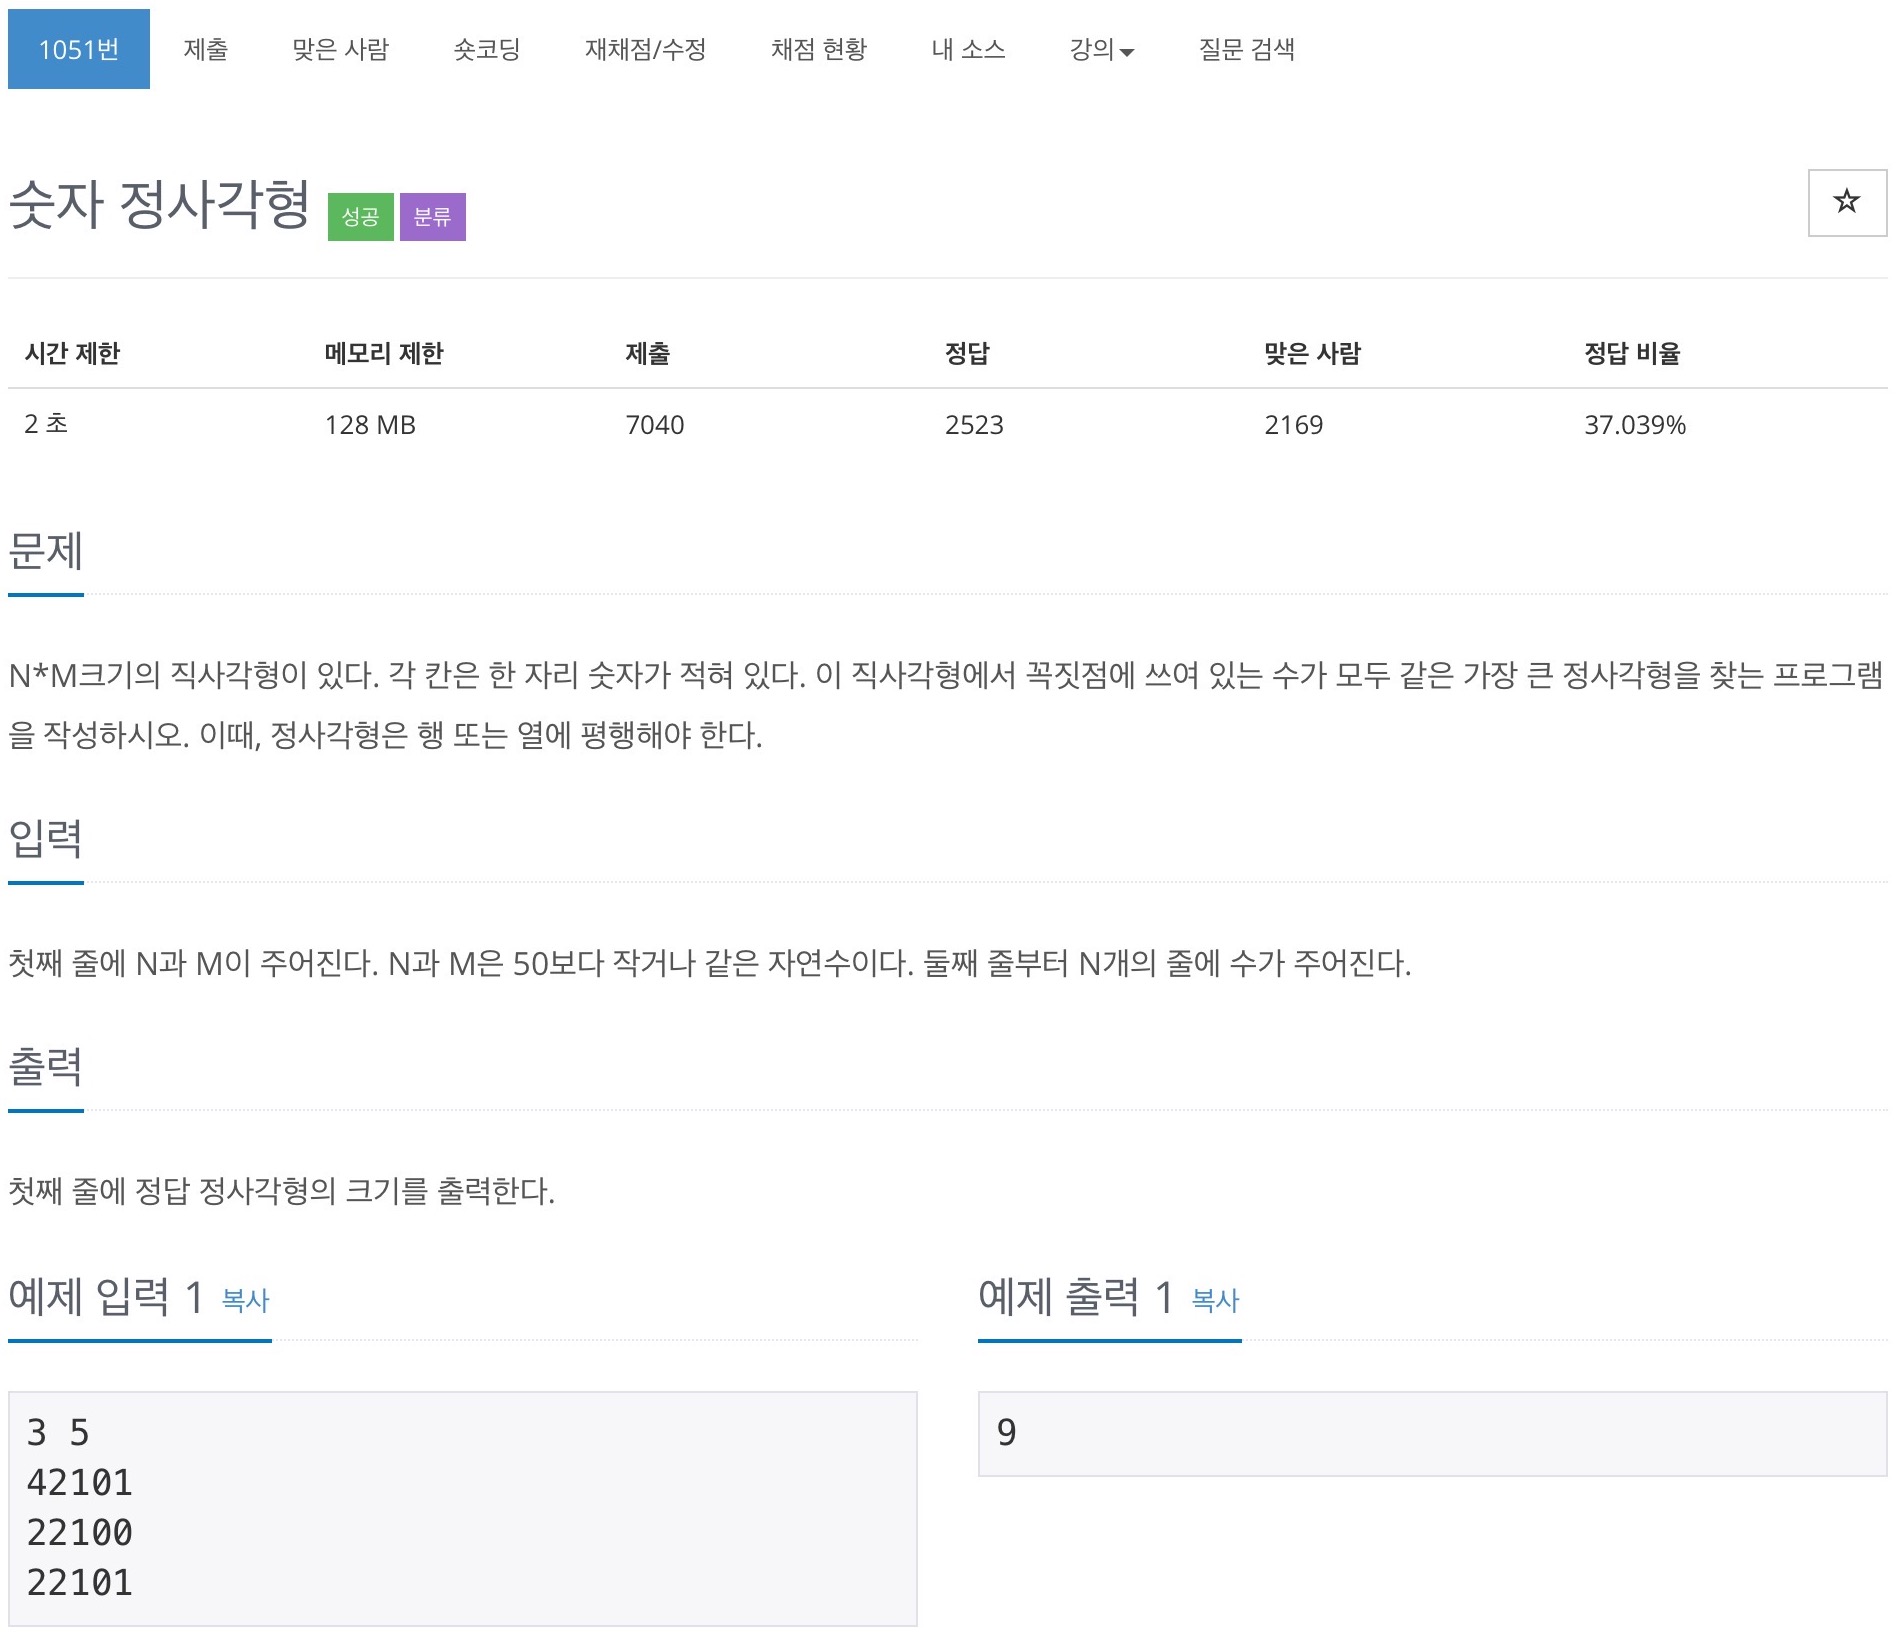 1051번 제출 맞은 사람 숏코딩 재채점/수정 채점 현황 내 소스 강의 질문 검색
숫자 정사각형 성공 분류
시간 제한 메모리 제한 제출 정답 맞은 사람 정답 비율
2 초 128 MB 7040 2523 2169 37.039%
문제
N*M크기의 직사각형이 있다. 각 칸은 한 자리 숫자가 적혀 있다. 이 직사각형에서 꼭짓점에 쓰여 있는 수가 모두 같은 가장 큰 정사각형을 찾는 프로그램
을 작성하시오. 이때, 정사각형은 행 또는 열에 평행해야 한다.
입력
첫째 줄에 N과 M이 주어진다. N과 M은 50보다 작거나 같은 자연수이다. 둘째 줄부터 N개의 줄에 수가 주어진다.
출력
첫째 줄에 정답 정사각형의 크기를 출력한다.
예제 입력 1 복사
3 5
42101
22100
22101
예제 출력 1 복사
9